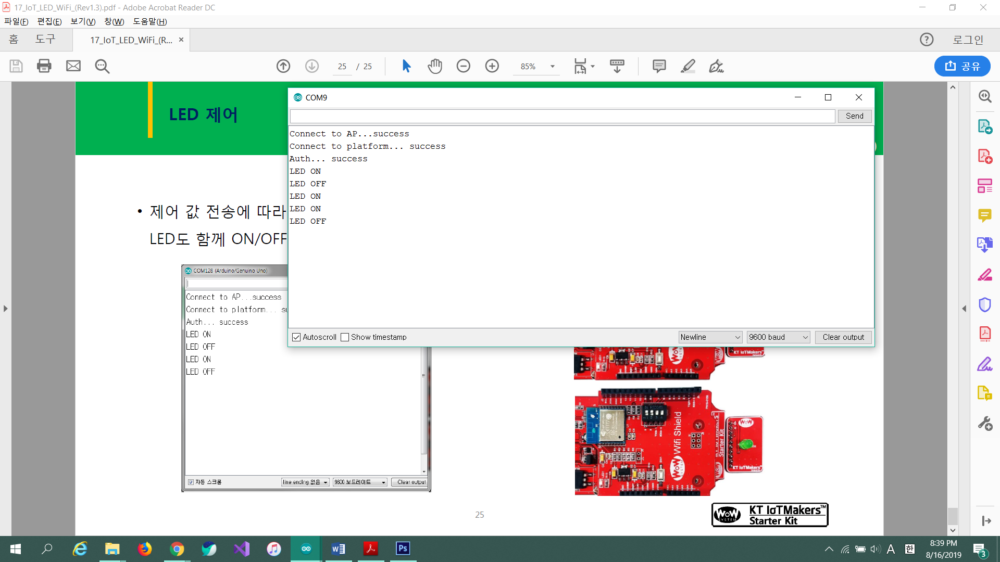 17_IoT_LED_WiFi_(Rev1.3).pdf - Adobe Acrobat Reader DC
파일(F) 편집(E) 보기(V) 창(W) 도움말(H)
홈 도구 17_IoT_LED_WiFi_(R... 로그인
25 / 25 85% 공유
LED 제어
COM9
Send
Connect to AP...success
Connect to platform... success
Auth... success
LED ON
LED OFF
LED ON
LED ON
LED OFF
Autoscroll Show timestamp Newline 9600 baud Clear output
• 제어 값 전송에 따라
LED도 함께 ON/OFF
COM128 (Arduino/Genuino Uno)
Connect to AP...success
Connect to platform... su
Auth... success
LED ON
LED OFF
LED ON
LED OFF
자동 스크롤 line ending 없음 9600 보드레이트 Clear output
KT IoTMakers
WoW
Wifi Shield
KT IoTMakers
Starter Kit
WoW
KT IoTMakers
25
WoW SYSTEM KT IoTMakers™
Starter Kit
Ps A 한 8:39 PM
8/16/2019 3